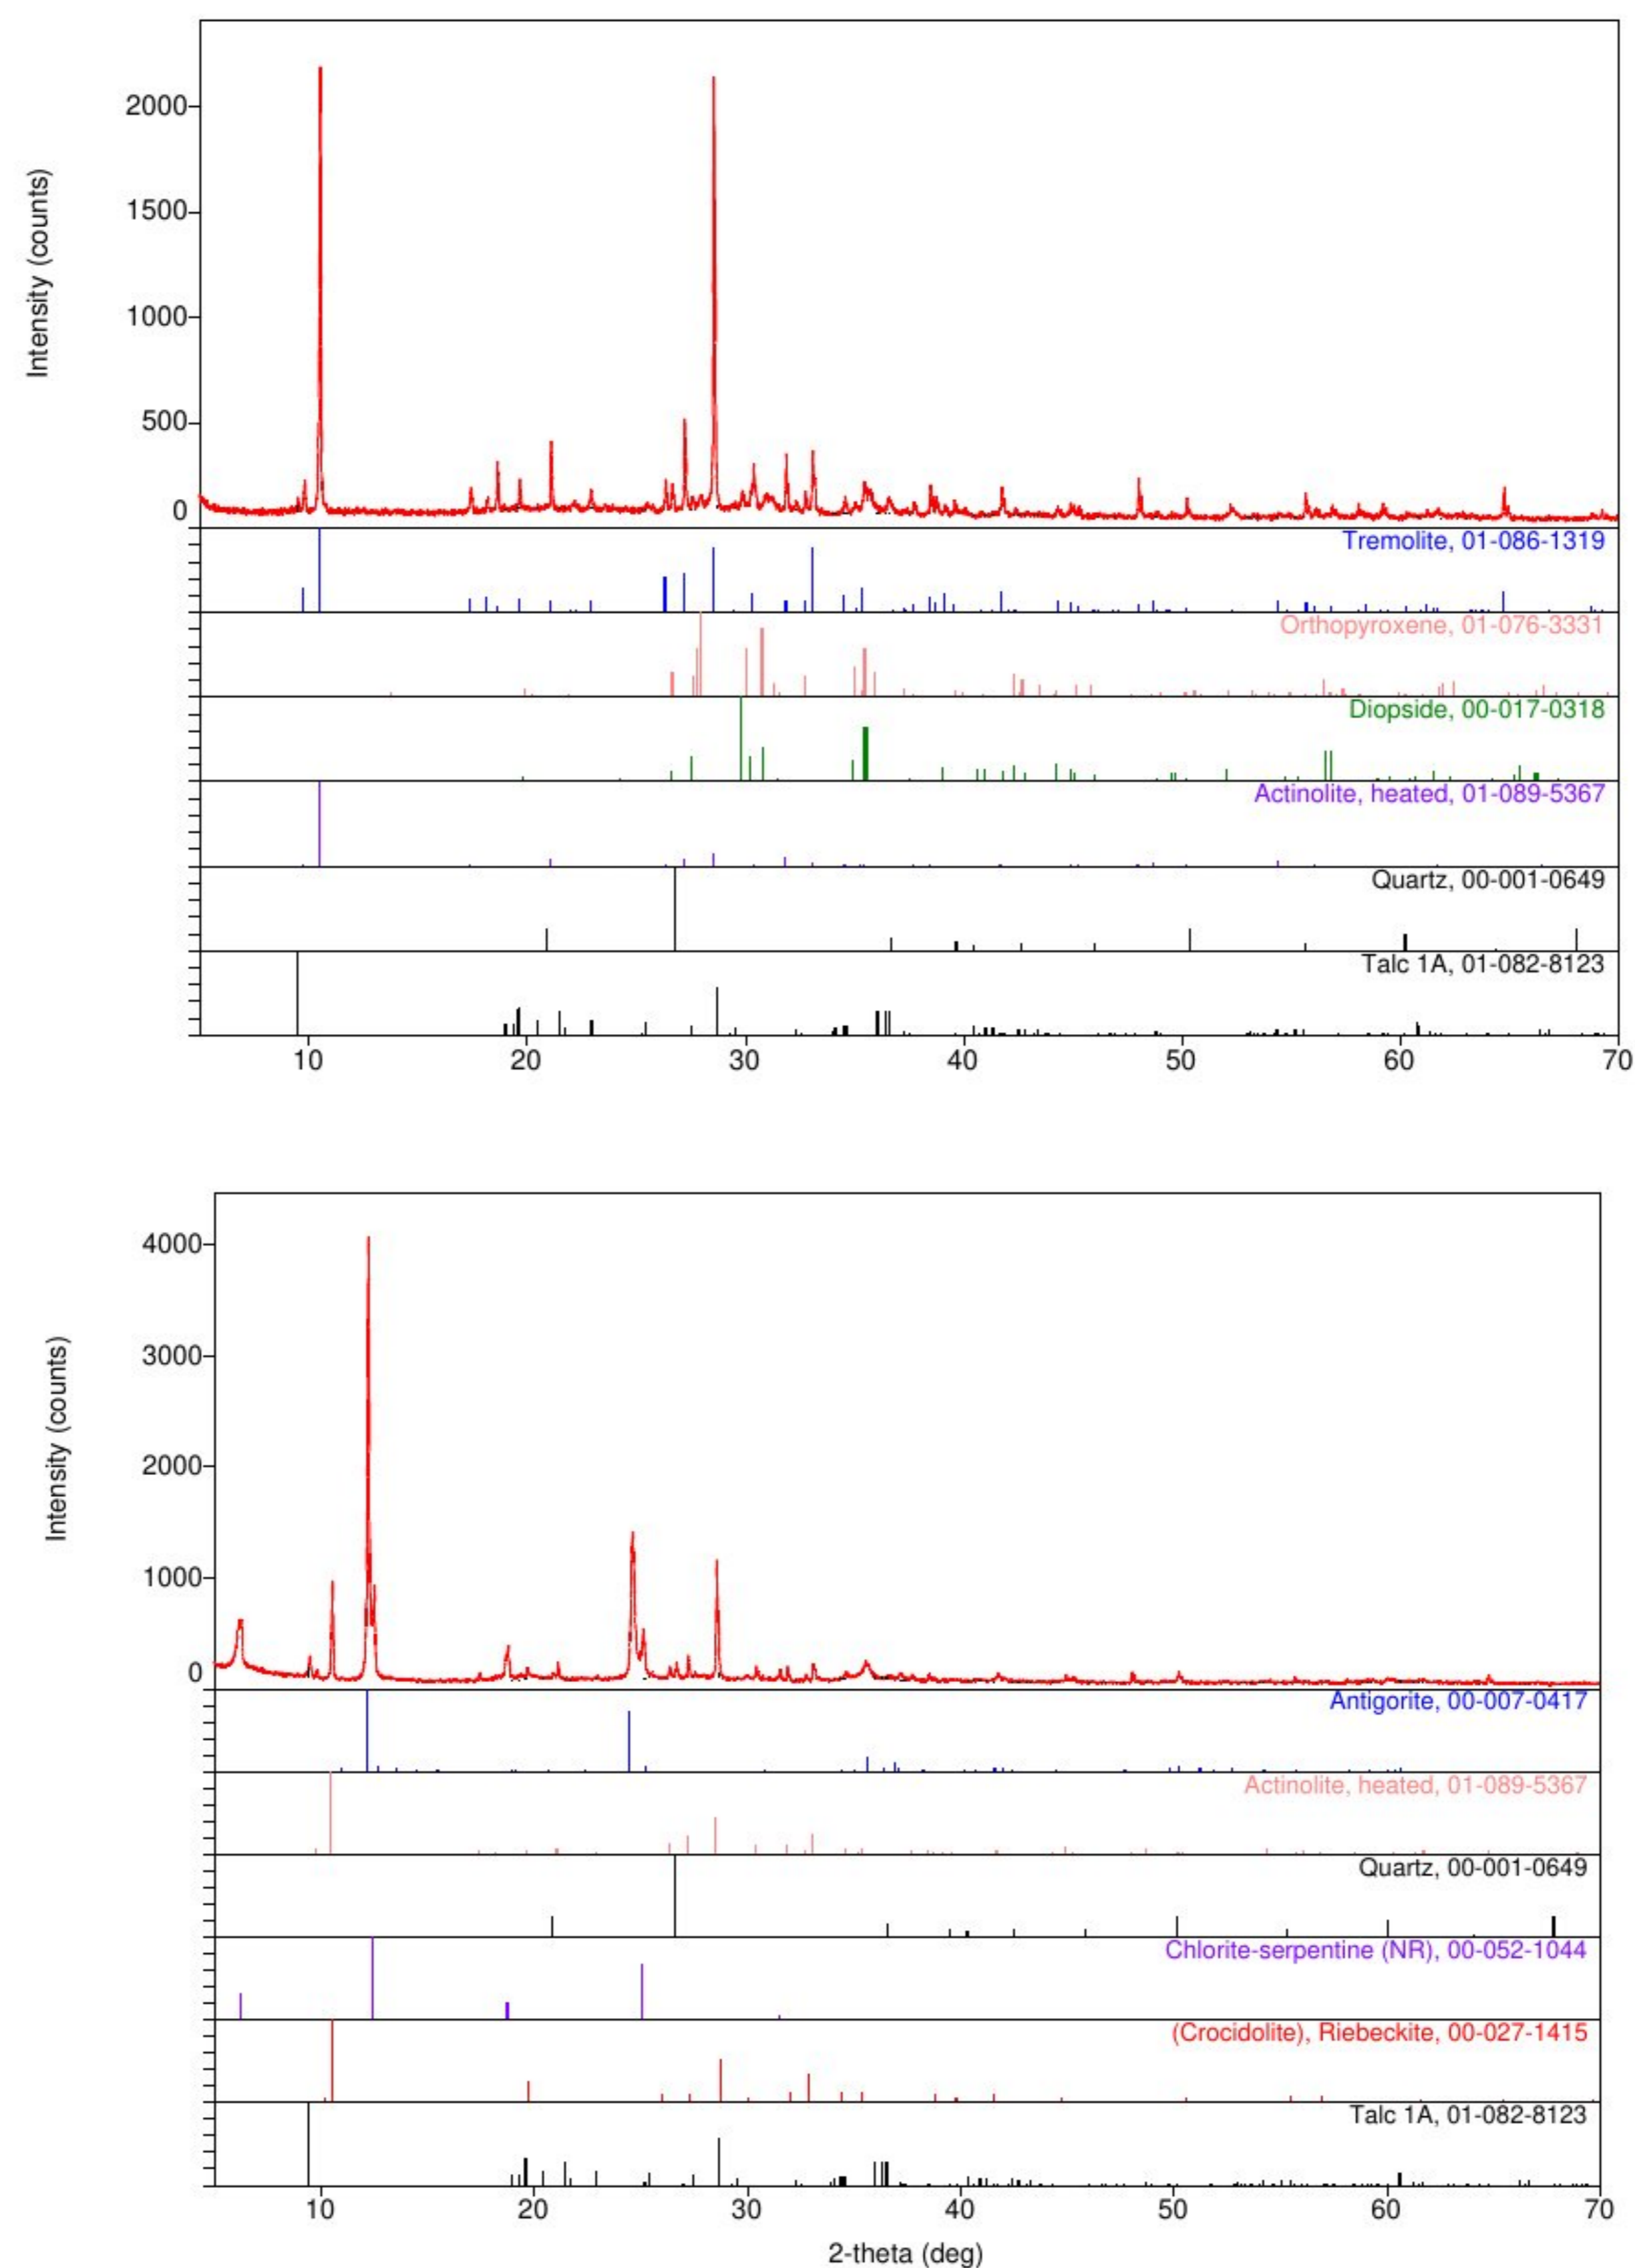 Intensity (counts)
2000
1500
1000
500
0
Tremolite, 01-086-1319
Orthopyroxene, 01-076-3331
Diopside, 00-017-0318
Actinolite, heated, 01-089-5367
Quartz, 00-001-0649
Talc 1A, 01-082-8123
10 20 30 40 50 60 70
Intensity (counts)
4000
3000
2000
1000
0
Antigorite, 00-007-0417
Actinolite, heated, 01-089-5367
Quartz, 00-001-0649
Chlorite-serpentine (NR), 00-052-1044
(Crocidolite), Riebeckite, 00-027-1415
Talc 1A, 01-082-8123
10 20 30 40 50 60 70
2-theta (deg)